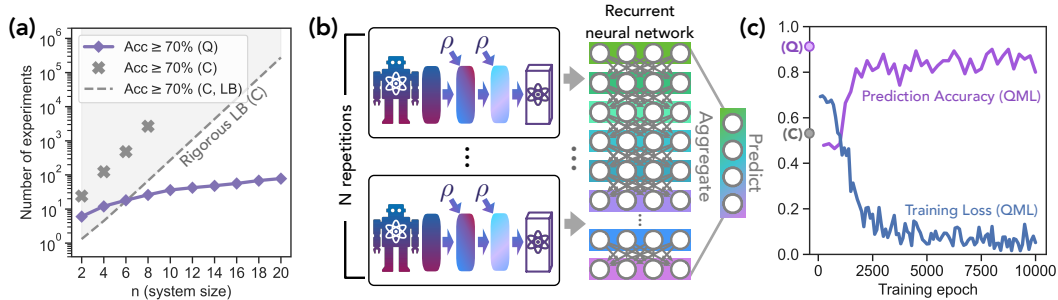 (a)
Number of experiments
10^6
10^5
10^4
10^3
10^2
10^1
10^0
Acc ≥ 70% (Q)
Acc ≥ 70% (C)
Acc ≥ 70% (C, LB)
Rigorous LB (C)
2 4 6 8 10 12 14 16 18 20
n (system size)
(b)
N repetitions
ρ ρ
...
ρ ρ
Recurrent
neural network
...
...
Aggregate
Predict
(c)
1.0
(Q)
0.8
0.6
(C)
0.4
0.2
0.0
Prediction Accuracy (QML)
Training Loss (QML)
0 2500 5000 7500 10000
Training epoch